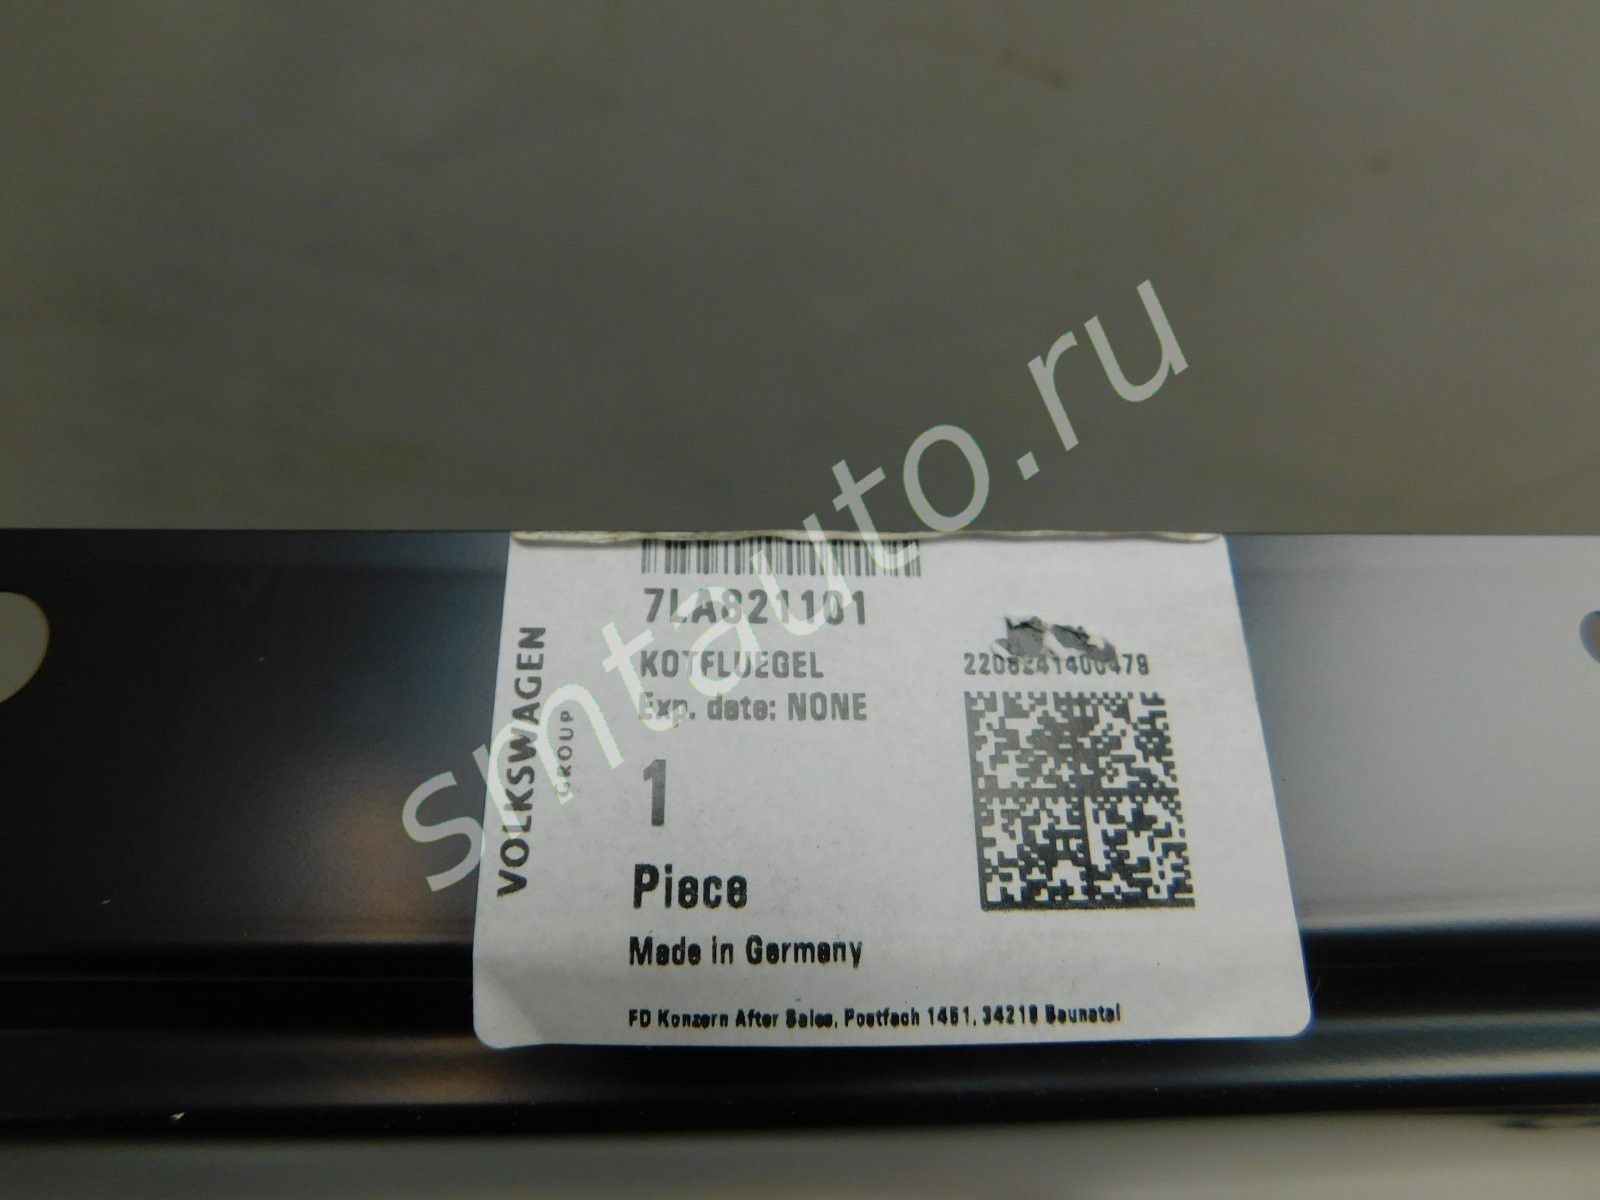 smtauto.ru
VOLKSWAGEN
GROUP
7LA821101
KOTFLUEGEL
Exp. date: NONE
1
Piece
Made in Germany
FD Konzern After Sales, Postfach 1451, 34219 Baunatal